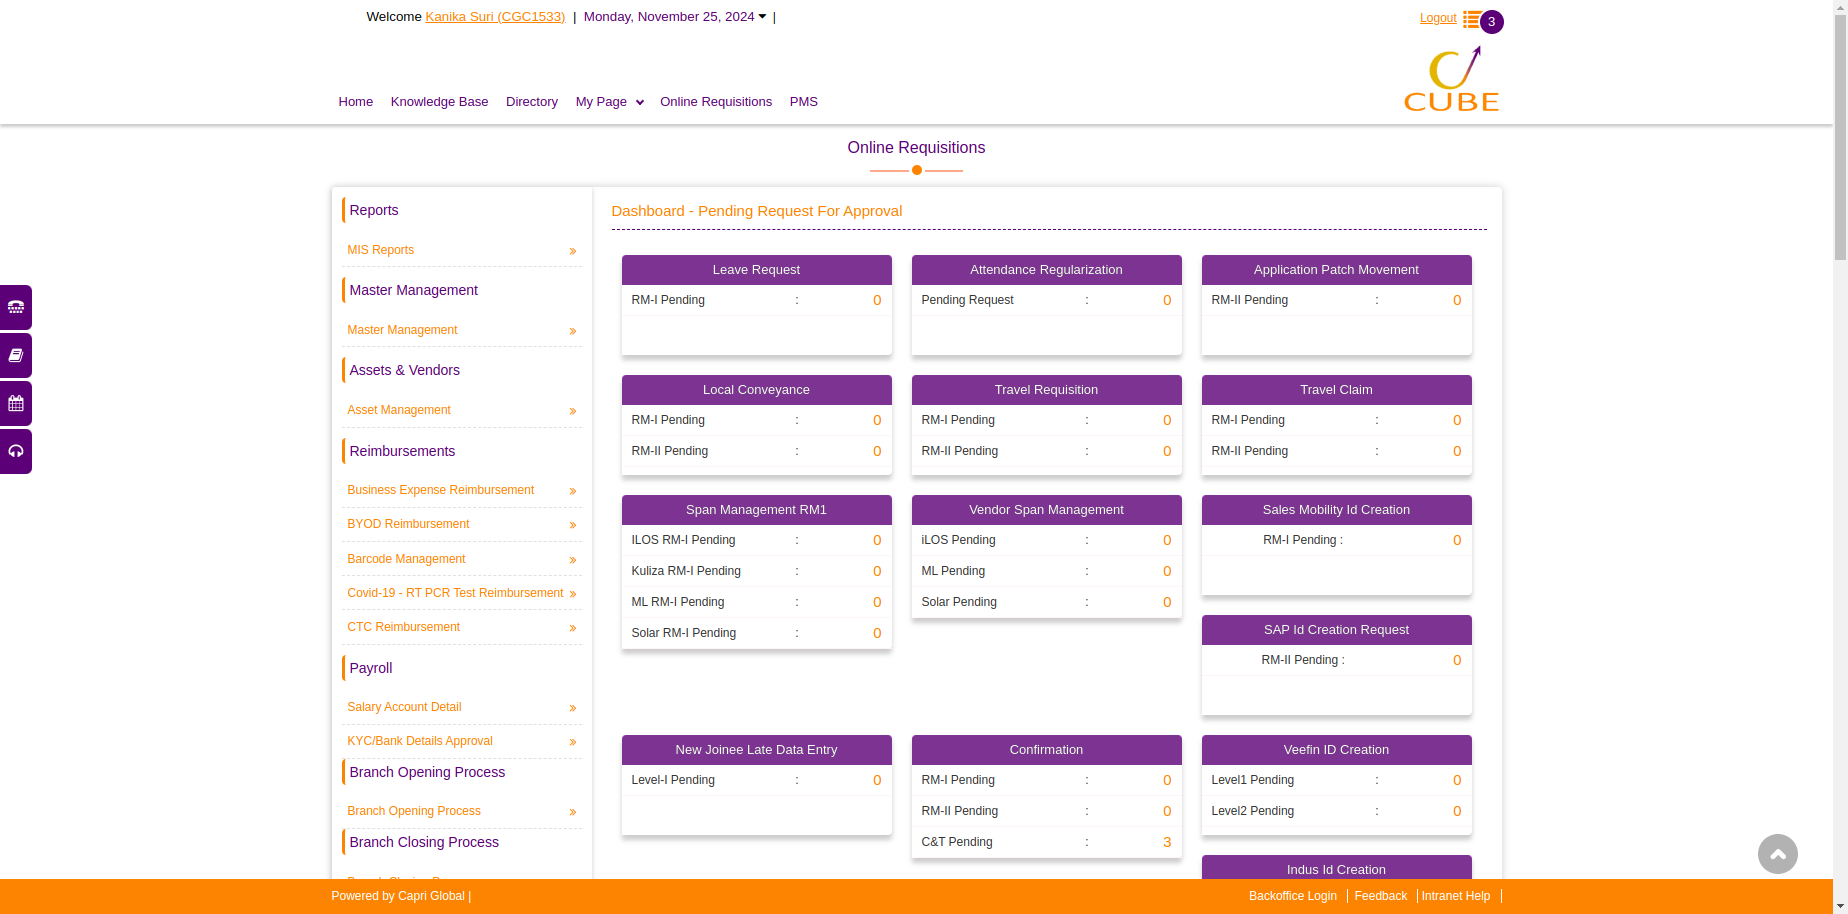 Welcome Kanika Suri (CGC1533) | Monday, November 25, 2024 |
Logout 3
CUBE
Home Knowledge Base Directory My Page Online Requisitions PMS
Online Requisitions
Reports
MIS Reports
Master Management
Master Management
Assets & Vendors
Asset Management
Reimbursements
Business Expense Reimbursement
BYOD Reimbursement
Barcode Management
Covid-19 - RT PCR Test Reimbursement
CTC Reimbursement
Payroll
Salary Account Detail
KYC/Bank Details Approval
Branch Opening Process
Branch Opening Process
Branch Closing Process
Dashboard - Pending Request For Approval
Leave Request
RM-I Pending : 0
Attendance Regularization
Pending Request : 0
Application Patch Movement
RM-II Pending : 0
Local Conveyance
RM-I Pending : 0
RM-II Pending : 0
Travel Requisition
RM-I Pending : 0
RM-II Pending : 0
Travel Claim
RM-I Pending : 0
RM-II Pending : 0
Span Management RM1
ILOS RM-I Pending : 0
Kuliza RM-I Pending : 0
ML RM-I Pending : 0
Solar RM-I Pending : 0
Vendor Span Management
iLOS Pending : 0
ML Pending : 0
Solar Pending : 0
Sales Mobility Id Creation
RM-I Pending : 0
SAP Id Creation Request
RM-II Pending : 0
New Joinee Late Data Entry
Level-I Pending : 0
Confirmation
RM-I Pending : 0
RM-II Pending : 0
C&T Pending : 3
Veefin ID Creation
Level1 Pending : 0
Level2 Pending : 0
Indus Id Creation
Powered by Capri Global |
Backoffice Login | Feedback | Intranet Help |